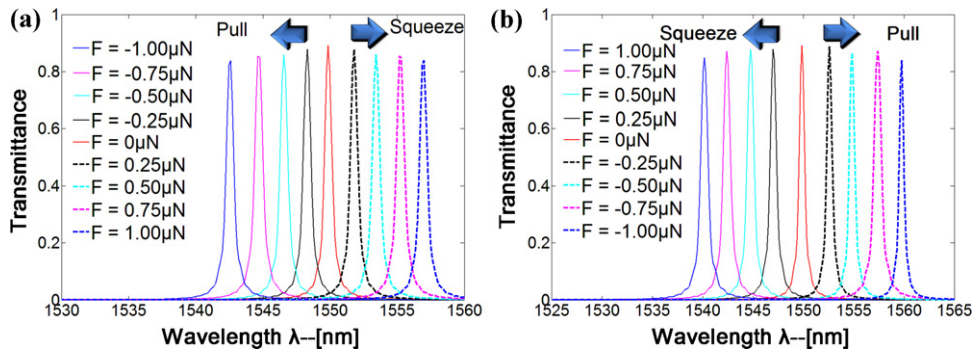 (a)
Pull
Squeeze
F = -1.00μN
F = -0.75μN
F = -0.50μN
F = -0.25μN
F = 0μN
F = 0.25μN
F = 0.50μN
F = 0.75μN
F = 1.00μN
Transmittance
1
0.8
0.6
0.4
0.2
0
1530 1535 1540 1545 1550 1555 1560
Wavelength λ--[nm]
(b)
Squeeze
Pull
F = 1.00μN
F = 0.75μN
F = 0.50μN
F = 0.25μN
F = 0μN
F = -0.25μN
F = -0.50μN
F = -0.75μN
F = -1.00μN
Transmittance
1
0.8
0.6
0.4
0.2
0
1525 1530 1535 1540 1545 1550 1555 1560 1565
Wavelength λ--[nm]